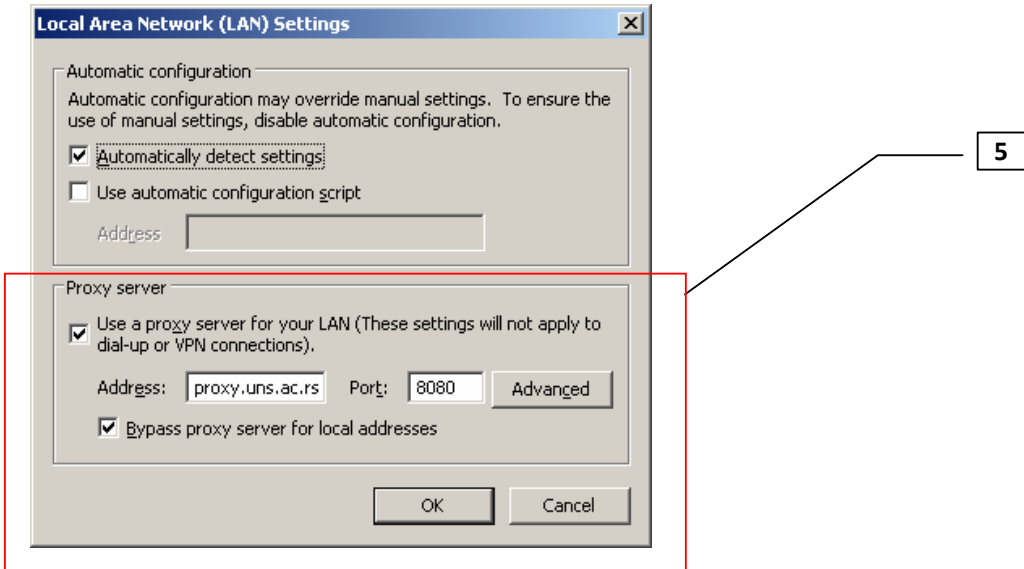 Local Area Network (LAN) Settings
Automatic configuration
Automatic configuration may override manual settings.  To ensure the
use of manual settings, disable automatic configuration.
Automatically detect settings
5
Use automatic configuration script
Address
Proxy server
Use a proxy server for your LAN (These settings will not apply to
dial-up or VPN connections).
Address: proxy.uns.ac.rs Port: 8080 Advanced
Bypass proxy server for local addresses
OK Cancel